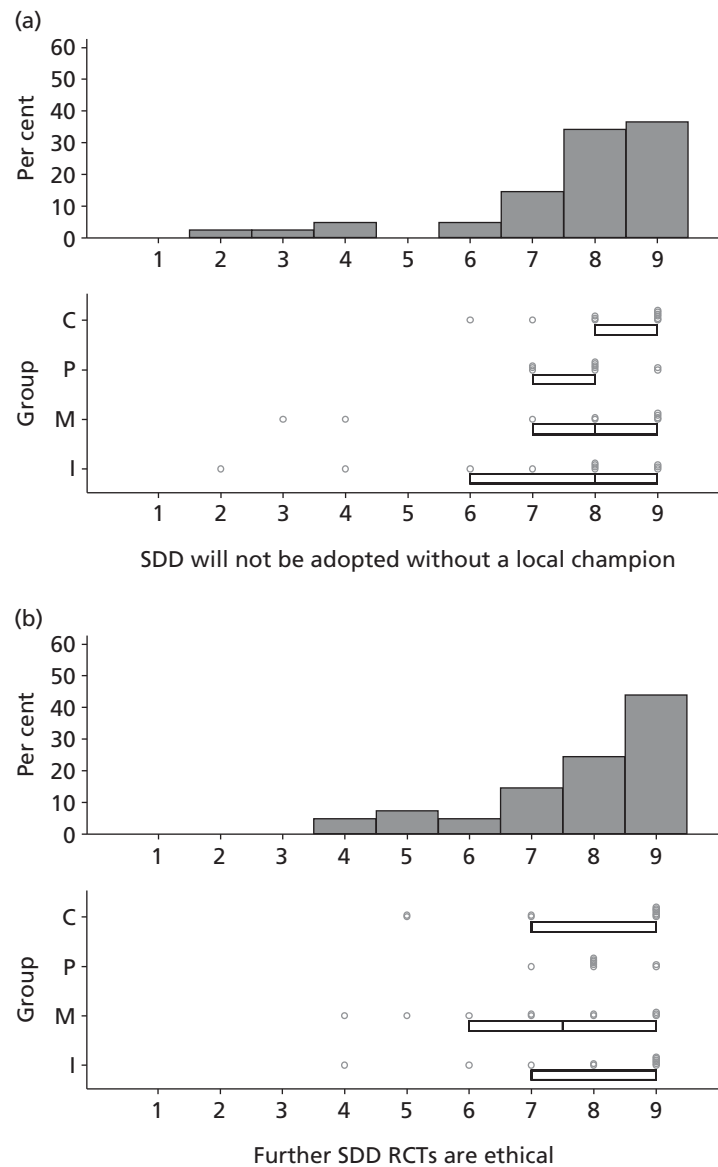 (a)
60
50
40
30
20
10
0
Per cent
1 2 3 4 5 6 7 8 9
C
P
M
I
Group
1 2 3 4 5 6 7 8 9
SDD will not be adopted without a local champion
(b)
60
50
40
30
20
10
0
Per cent
1 2 3 4 5 6 7 8 9
C
P
M
I
Group
1 2 3 4 5 6 7 8 9
Further SDD RCTs are ethical